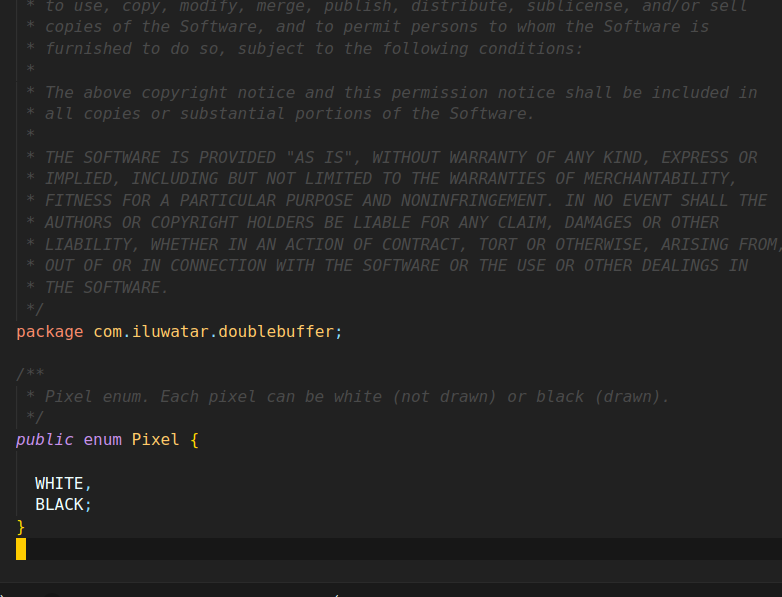 * to use, copy, modify, merge, publish, distribute, sublicense, and/or sell
* copies of the Software, and to permit persons to whom the Software is
* furnished to do so, subject to the following conditions:
*
* The above copyright notice and this permission notice shall be included in
* all copies or substantial portions of the Software.
*
* THE SOFTWARE IS PROVIDED "AS IS", WITHOUT WARRANTY OF ANY KIND, EXPRESS OR
* IMPLIED, INCLUDING BUT NOT LIMITED TO THE WARRANTIES OF MERCHANTABILITY,
* FITNESS FOR A PARTICULAR PURPOSE AND NONINFRINGEMENT. IN NO EVENT SHALL THE
* AUTHORS OR COPYRIGHT HOLDERS BE LIABLE FOR ANY CLAIM, DAMAGES OR OTHER
* LIABILITY, WHETHER IN AN ACTION OF CONTRACT, TORT OR OTHERWISE, ARISING FROM,
* OUT OF OR IN CONNECTION WITH THE SOFTWARE OR THE USE OR OTHER DEALINGS IN
* THE SOFTWARE.
*/
package com.iluwatar.doublebuffer;
/**
* Pixel enum. Each pixel can be white (not drawn) or black (drawn).
*/
public enum Pixel {
WHITE,
BLACK;
}